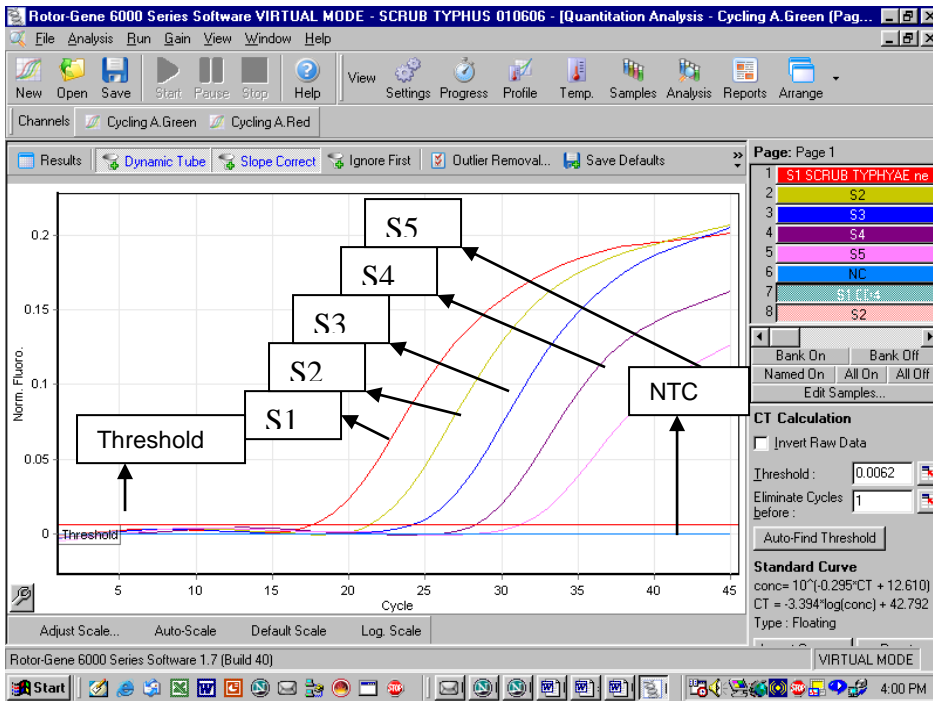 Rotor-Gene 6000 Series Software VIRTUAL MODE - SCRUB TYPHUS 010606 - [Quantitation Analysis - Cycling A.Green (Pag...
File Analysis Run Gain View Window Help
New Open Save Start Pause Stop Help View Settings Progress Profile Temp. Samples Analysis Reports Arrange
Channels Cycling A.Green Cycling A.Red
Results Dynamic Tube Slope Correct Ignore First Outlier Removal... Save Defaults »
Page: Page 1
1 S1 SCRUB TYPHYAE ne
2 S2
3 S3
4 S4
5 S5
6 NC
7
8 S2
Bank On Bank Off
Named On All On All Off
Edit Samples...
CT Calculation
Invert Raw Data
Threshold : 0.0062
Eliminate Cycles before : 1
Auto-Find Threshold
Standard Curve
conc= 10^(-0.295*CT + 12.610)
CT = -3.394*log(conc) + 42.792
Type : Floating
Norm. Fluoro.
0.2
0.15
0.1
0.05
0
S5
S4
S3
S2
S1
Threshold
NTC
Threshold
5 10 15 20 25 30 35 40 45
Cycle
Adjust Scale... Auto-Scale Default Scale Log. Scale
Rotor-Gene 6000 Series Software 1.7 (Build 40) VIRTUAL MODE
Start 4:00 PM